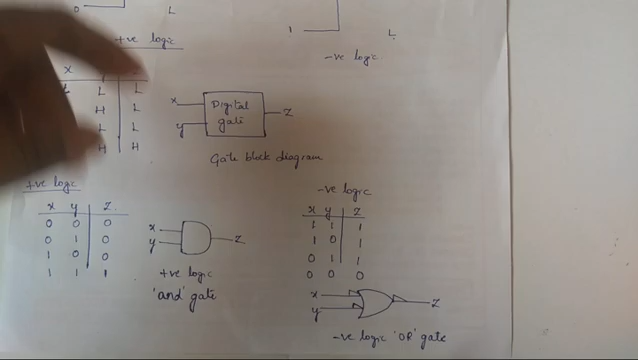 0
L
1
L
+ve logic
-ve logic
X
L L
H L
L L
H H
x
y
Digital
gate
Z
Gate block diagram
+ve logic
x y Z
0 0 0
0 1 0
1 0 0
1 1 1
x
y
Z
+ve logic
'and' gate
-ve logic
x y Z
1 1 1
1 0 1
0 1 1
0 0 0
x
y
Z
-ve logic 'OR' gate